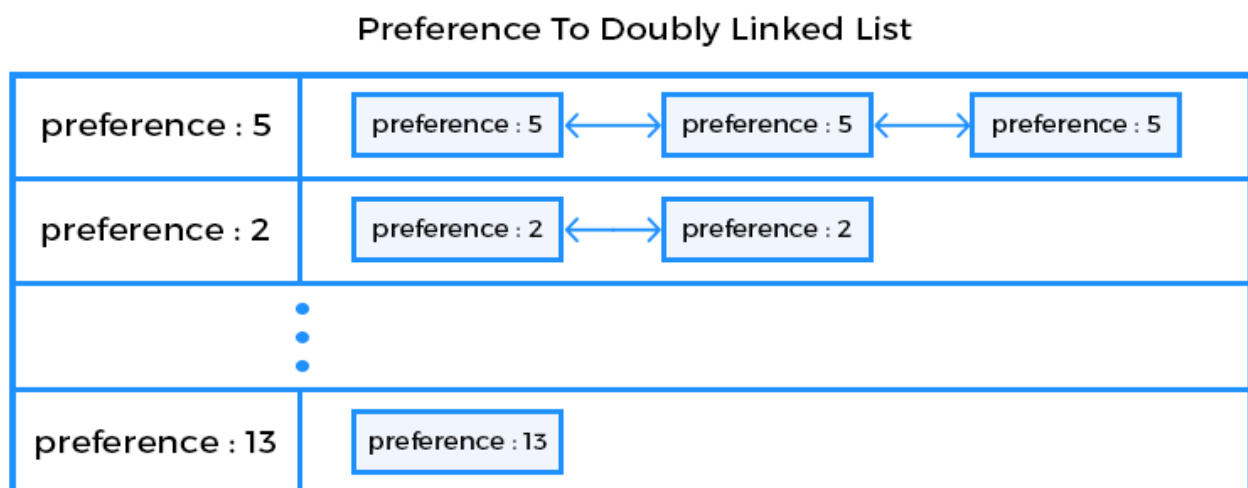 Preference To Doubly Linked List
preference : 5 preference : 5 preference : 5 preference : 5
preference : 2 preference : 2 preference : 2
preference : 13 preference : 13